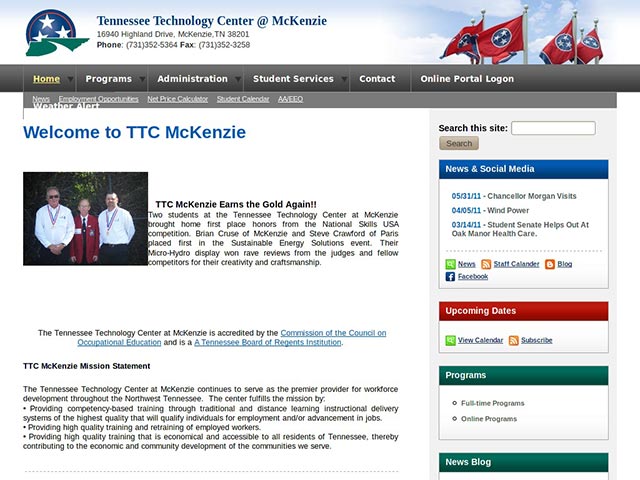 Tennessee Technology Center @ McKenzie
16940 Highland Drive, McKenzie,TN 38201
Phone: (731)352-5364 Fax: (731)352-3258
Home
Programs
Administration
Student Services
Contact
Online Portal Logon
News
Employment Opportunities
Net Price Calculator
Student Calendar
AA/EEO
Weather Alert
Welcome to TTC McKenzie
TTC McKenzie Earns the Gold Again!!
Two students at the Tennessee Technology Center at McKenzie
brought home first place honors from the National Skills USA
competition. Brian Cruse of McKenzie and Steve Crawford of Paris
placed first in the Sustainable Energy Solutions event. Their
Micro-Hydro display won rave reviews from the judges and fellow
competitors for their creativity and craftsmanship.
The Tennessee Technology Center at McKenzie is accredited by the Commission of the Council on
Occupational Education and is a A Tennessee Board of Regents Institution.
TTC McKenzie Mission Statement
The Tennessee Technology Center at McKenzie continues to serve as the premier provider for workforce
development throughout the Northwest Tennessee. The center fulfills the mission by:
• Providing competency-based training through traditional and distance learning instructional delivery
systems of the highest quality that will qualify individuals for employment and/or advancement in jobs.
• Providing high quality training and retraining of employed workers.
• Providing high quality training that is economical and accessible to all residents of Tennessee, thereby
contributing to the economic and community development of the communities we serve.
Search this site:
Search
News & Social Media
05/31/11 - Chancellor Morgan Visits
04/05/11 - Wind Power
03/14/11 - Student Senate Helps Out At
Oak Manor Health Care.
News
Staff Calander
Blog
Facebook
Upcoming Dates
View Calendar
Subscribe
Programs
Full-time Programs
Online Programs
News Blog